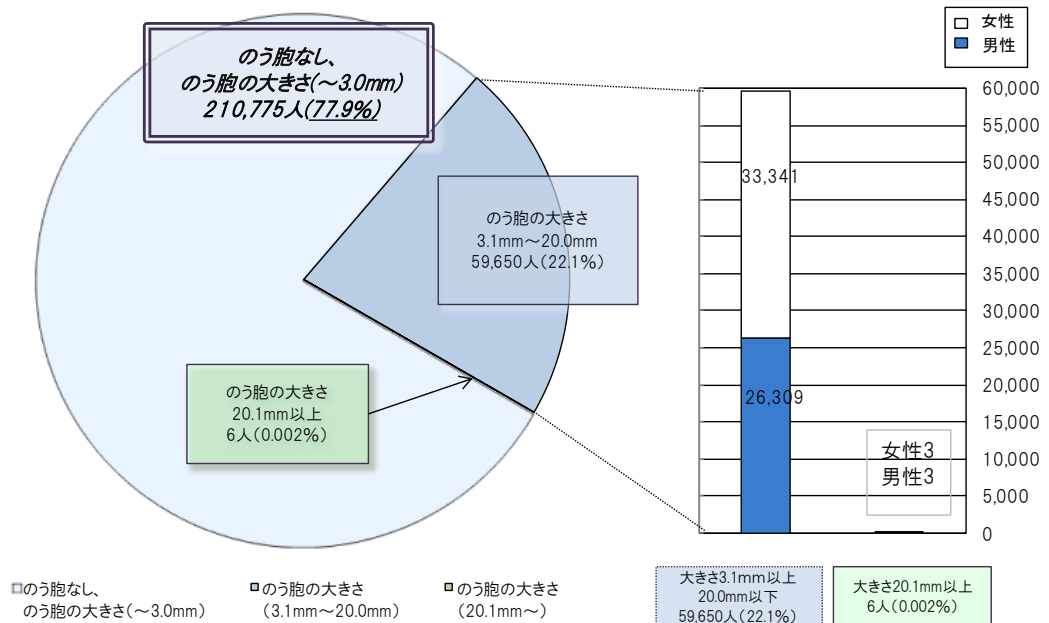 女性
男性
のう胞なし、
のう胞の大きさ(～3.0mm)
210,775人(77.9%)
のう胞の大きさ
3.1mm～20.0mm
59,650人(22.1%)
のう胞の大きさ
20.1mm以上
6人(0.002%)
60,000
55,000
50,000
45,000
40,000
35,000
30,000
25,000
20,000
15,000
10,000
5,000
0
33,341
26,309
女性3
男性3
のう胞なし、
のう胞の大きさ(～3.0mm)
のう胞の大きさ
(3.1mm～20.0mm)
のう胞の大きさ
(20.1mm～)
大きさ3.1mm以上
20.0mm以下
59,650人(22.1%)
大きさ20.1mm以上
6人(0.002%)